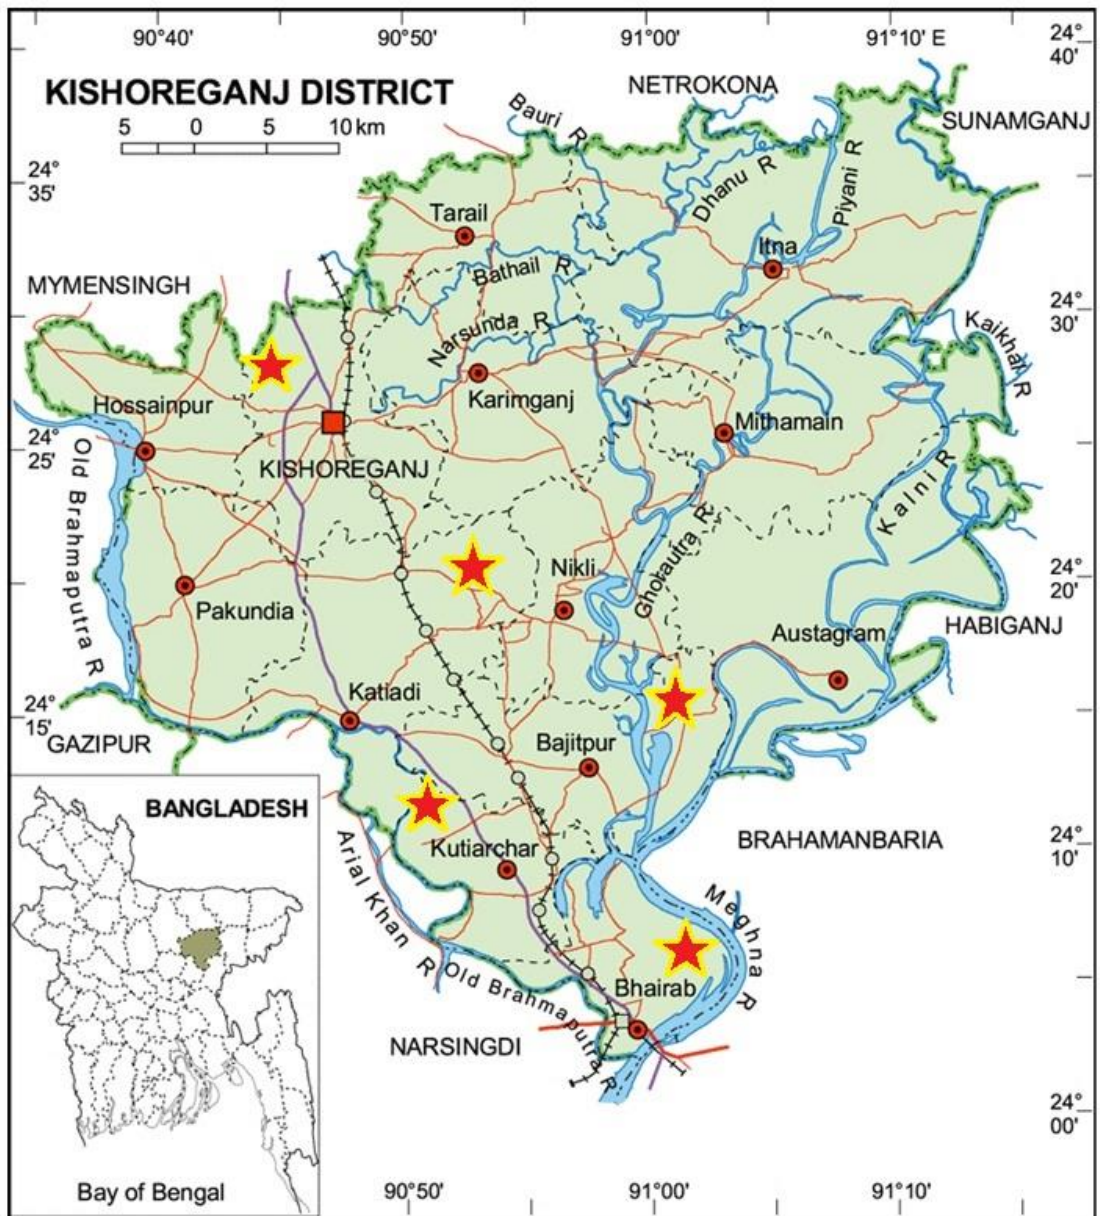 90°40' 90°50' 91°00' 91°10' E
24° 40'
KISHOREGANJ DISTRICT
5 0 5 10 km
NETROKONA
SUNAMGANJ
Bauri R
Dhanu R
Piyani R
24° 35'
Tarail
Itna
Bathail R
MYMENSINGH
24° 30'
Narsunda R
Kaikhal R
Karimganj
Hossainpur
Mithamain
24° 25'
KISHOREGANJ
Old Brahmaputra R
Kalni R
Ghorautra R
Nikli
24° 20'
Pakundia
Austagram
HABIGANJ
Katiadi
24° 15'
GAZIPUR
Bajitpur
BANGLADESH
BRAHAMANBARIA
24° 10'
Kutiarchar
Arial Khan R
Meghna R
Old Brahmaputra R
Bhairab
NARSINGDI
24° 00'
Bay of Bengal
90°50' 91°00' 91°10'